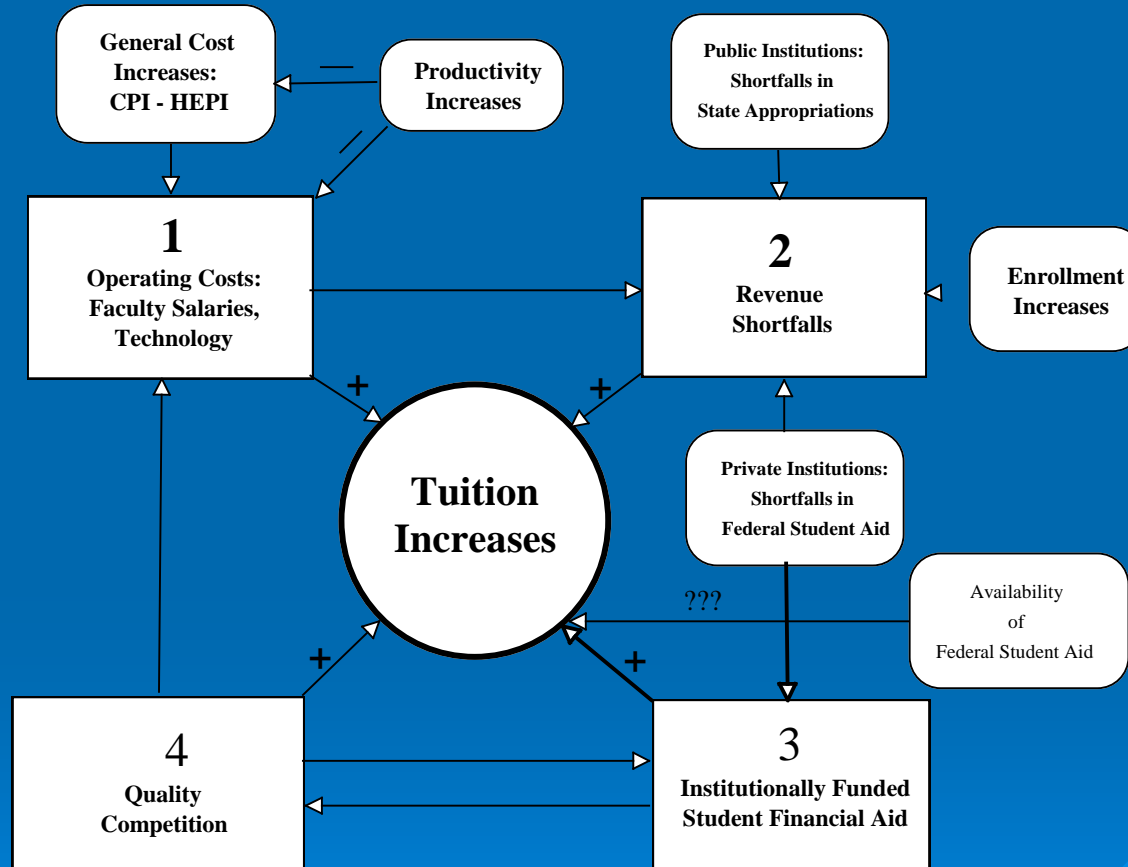 General Cost
Increases:
CPI - HEPI
Productivity
Increases
Public Institutions:
Shortfalls in
State Appropriations
1
Operating Costs:
Faculty Salaries,
Technology
2
Revenue
Shortfalls
Enrollment
Increases
+
+
Tuition
Increases
Private Institutions:
Shortfalls in
Federal Student Aid
???
Availability
of
Federal Student Aid
+
+
4
Quality
Competition
3
Institutionally Funded
Student Financial Aid